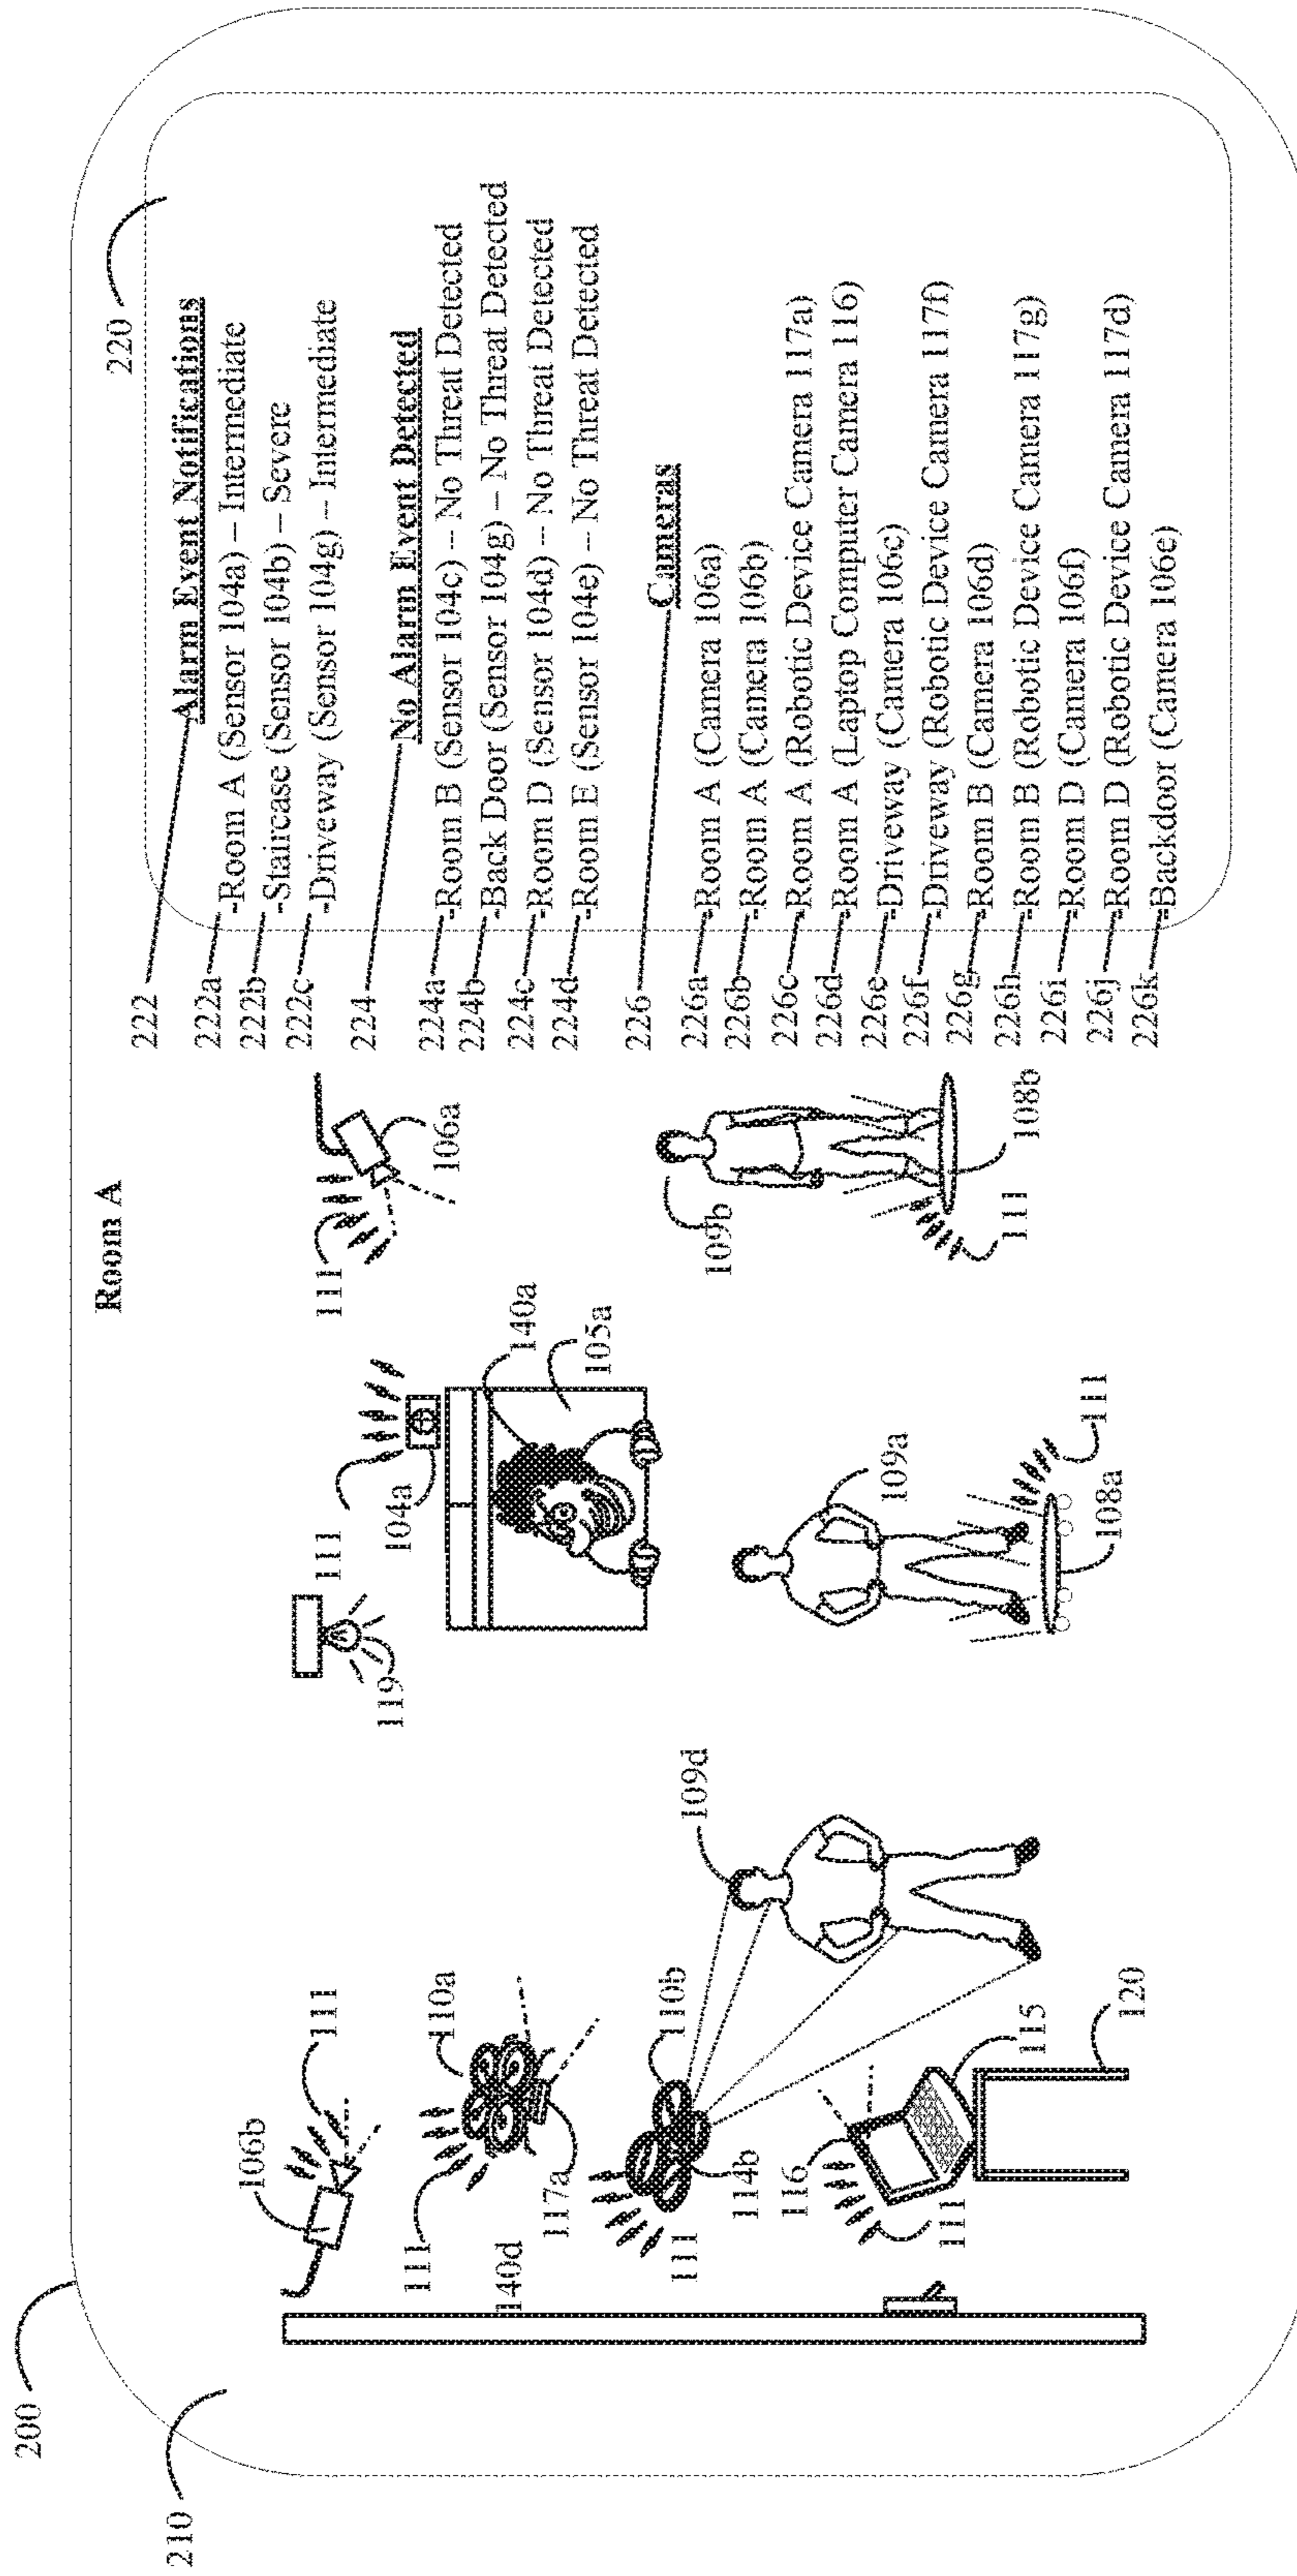 200
210
Room A
220
222
Alarm Event Notifications
222a -Room A (Sensor 104a) – Intermediate
222b -Staircase (Sensor 104b) – Severe
222c -Driveway (Sensor 104g) – Intermediate
224
No Alarm Event Detected
224a -Room B (Sensor 104c) – No Threat Detected
224b -Back Door (Sensor 104g) – No Threat Detected
224c -Room D (Sensor 104d) – No Threat Detected
224d -Room E (Sensor 104e) – No Threat Detected
226
Cameras
226a -Room A (Camera 106a)
226b -Room A (Camera 106b)
226c -Room A (Robotic Device Camera 117a)
226d -Room A (Laptop Computer Camera 116)
226e -Driveway (Camera 106c)
226f -Driveway (Robotic Device Camera 117f)
226g -Room B (Camera 106d)
226h -Room B (Robotic Device Camera 117g)
226i -Room D (Camera 106f)
226j -Room D (Robotic Device Camera 117d)
226k -Backdoor (Camera 106e)
106b
111
110a
111
117a
140d
110b
114b
111
109d
116
111
115
120
119
111
104a
140a
105a
109a
111
108a
111
106a
109b
108b
111